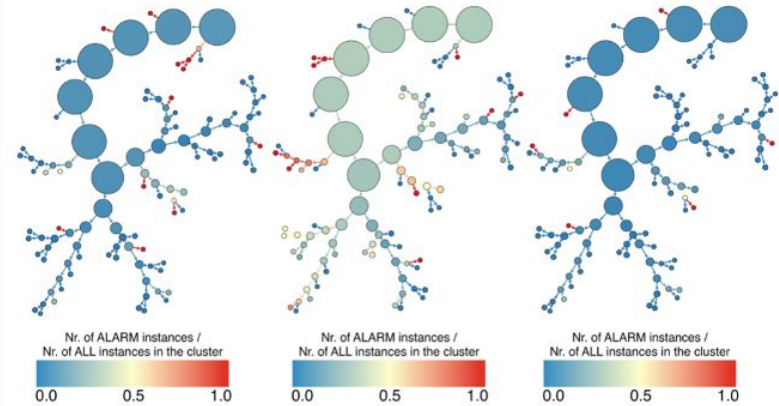 Nr. of ALARM instances /
Nr. of ALL instances in the cluster
0.0 0.5 1.0
Nr. of ALARM instances /
Nr. of ALL instances in the cluster
0.0 0.5 1.0
Nr. of ALARM instances /
Nr. of ALL instances in the cluster
0.0 0.5 1.0